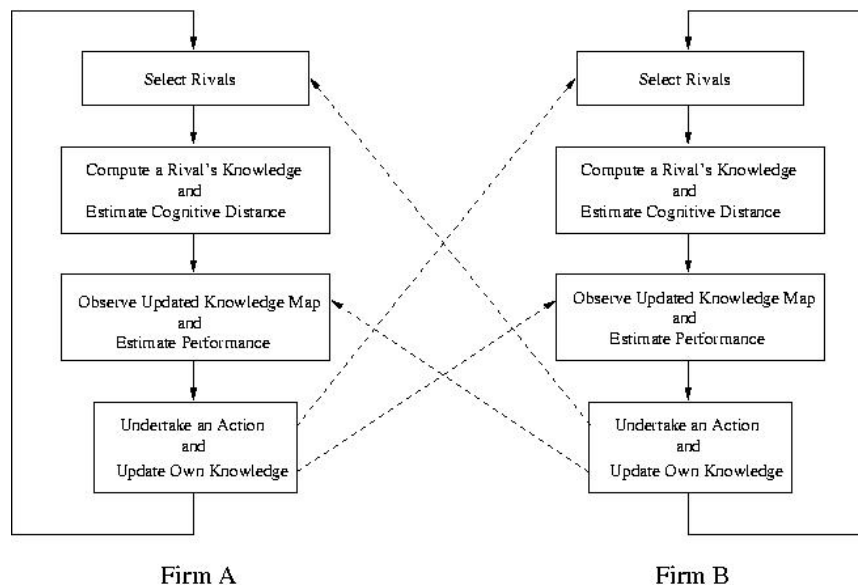 Select Rivals
Compute a Rival's Knowledge
and
Estimate Cognitive Distance
Observe Updated Knowledge Map
and
Estimate Performance
Undertake an Action
and
Update Own Knowledge
Firm A
Select Rivals
Compute a Rival's Knowledge
and
Estimate Cognitive Distance
Observe Updated Knowledge Map
and
Estimate Performance
Undertake an Action
and
Update Own Knowledge
Firm B